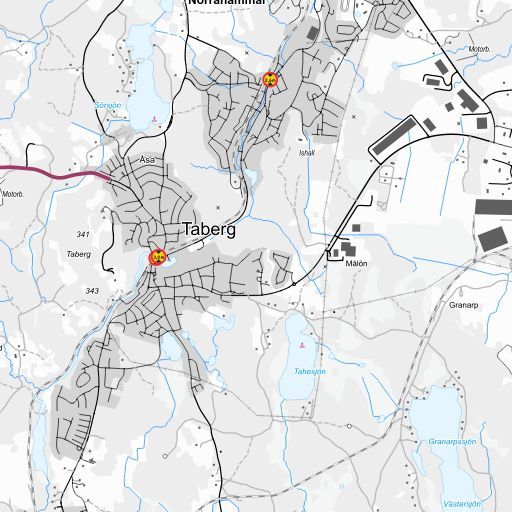 Norrahammar
Motorb.
Sörsjön
Ishall
Åsa
Motorb.
Taberg
341
Taberg
Målön
343
Granarp
Tahesjön
Granarpssjön
Västersjön